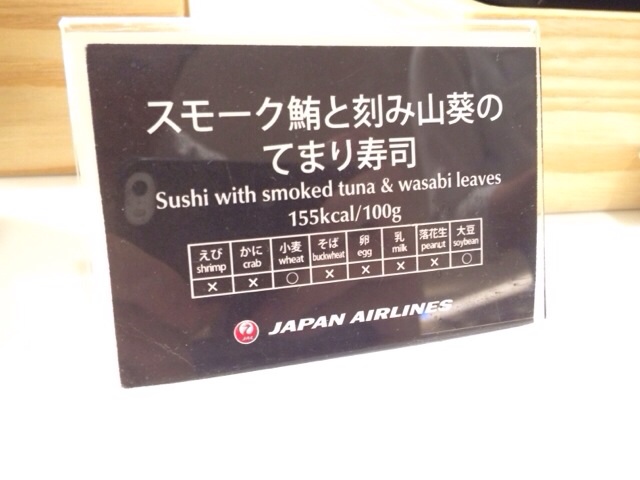 スモーク鮪と刻み山葵の
てまり寿司
Sushi with smoked tuna & wasabi leaves
155kcal/100g
えび かに 小麦 そば 卵 乳 落花生 大豆
shrimp crab wheat buckwheat egg milk peanut soybean
× × ○ × × × × ○
JAL JAPAN AIRLINES